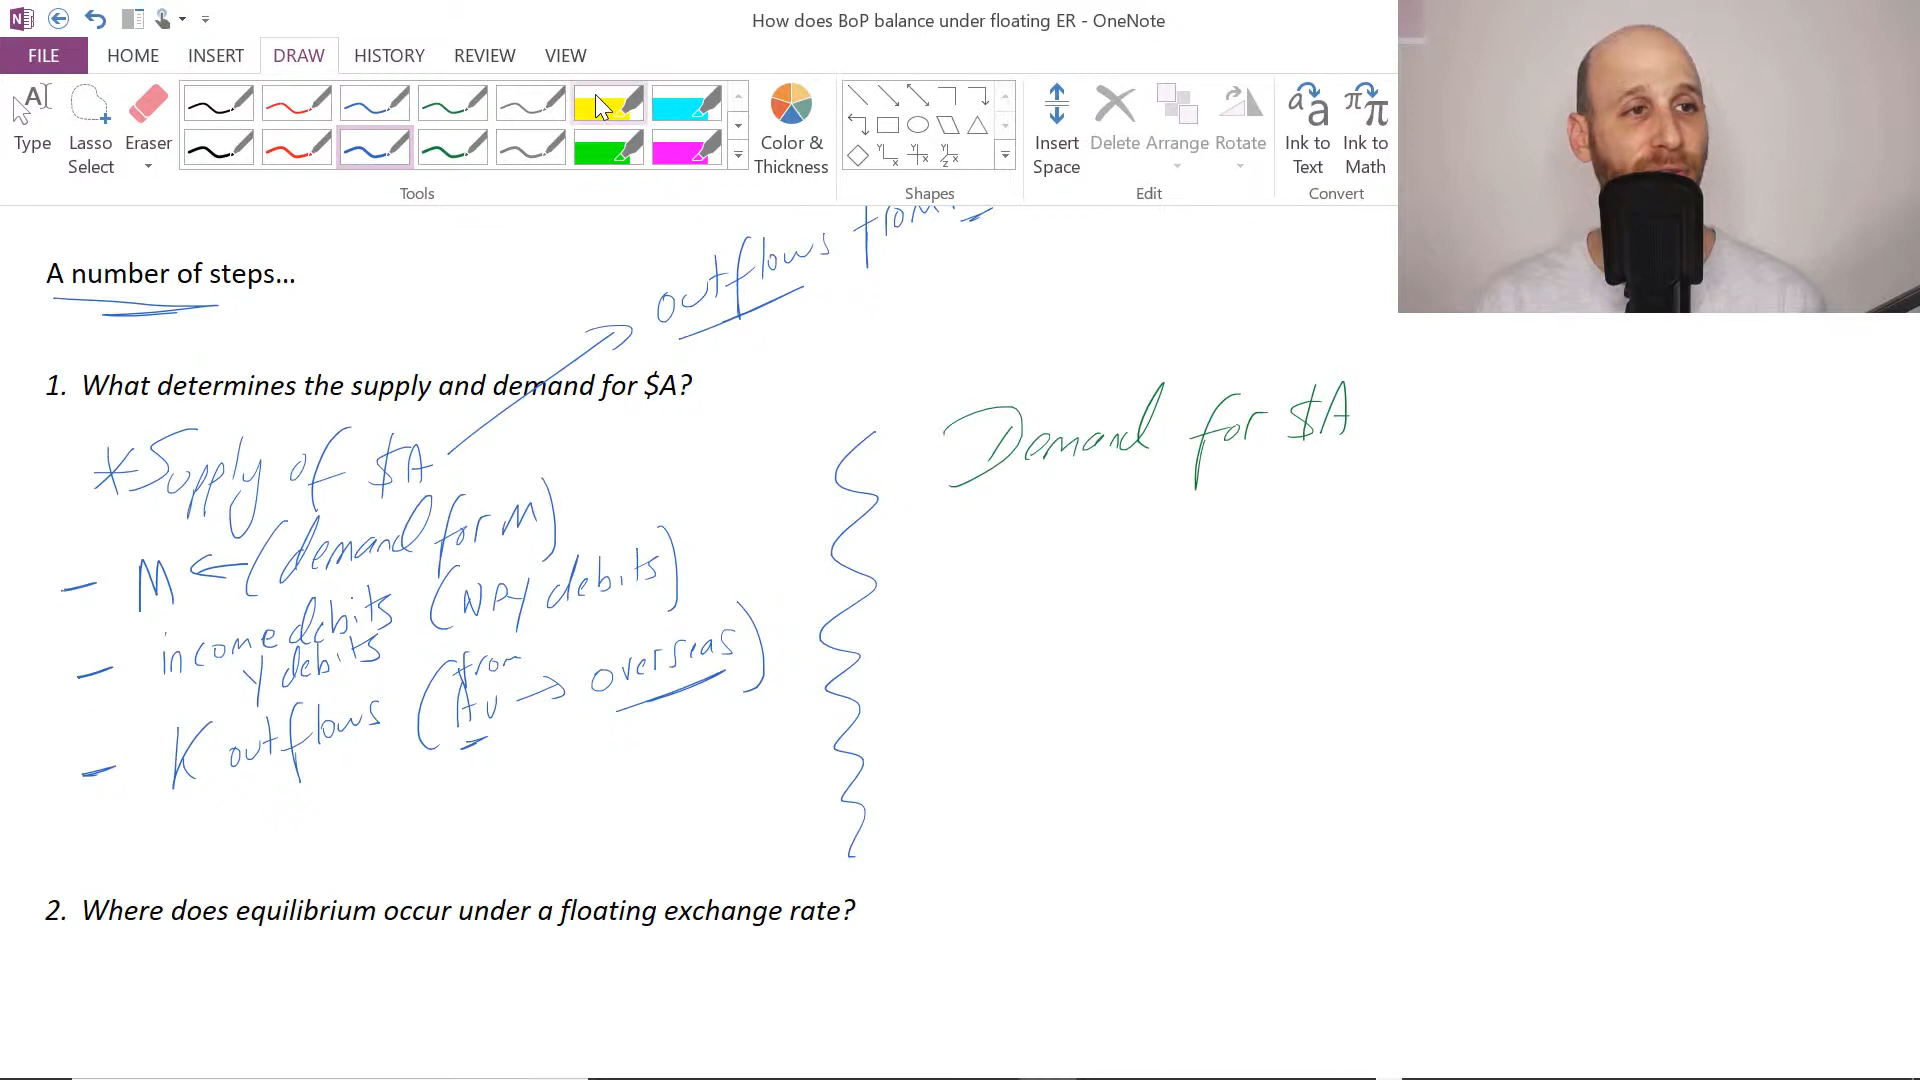 How does BoP balance under floating ER - OneNote
FILE HOME INSERT DRAW HISTORY REVIEW VIEW
Type
Lasso Select
Eraser
Color & Thickness
Insert Space
Delete Arrange Rotate
Ink to Text
Ink to Math
Tools
Shapes
Edit
Convert
outflows from
A number of steps...
1. What determines the supply and demand for $A?
*Supply of $A
- M ← (demand for M)
- income debits (NPY debits)
Y debits
- K outflows (from Au → overseas)
Demand for $A
2. Where does equilibrium occur under a floating exchange rate?